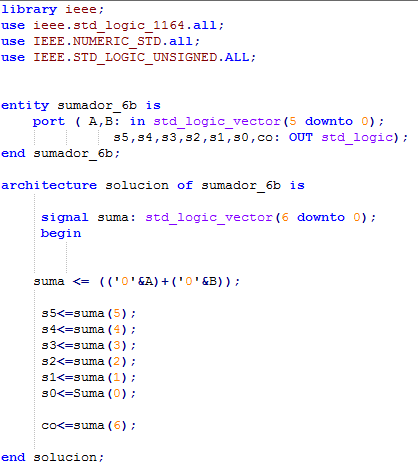 library ieee;
use ieee.std_logic_1164.all;
use IEEE.NUMERIC_STD.all;
use IEEE.STD_LOGIC_UNSIGNED.ALL;
entity sumador_6b is
port ( A,B: in std_logic_vector(5 downto 0);
s5,s4,s3,s2,s1,s0,co: OUT std_logic);
end sumador_6b;
architecture solucion of sumador_6b is
signal suma: std_logic_vector(6 downto 0);
begin
suma <= (('0'&A)+('0'&B));
s5<=suma(5);
s4<=suma(4);
s3<=suma(3);
s2<=suma(2);
s1<=suma(1);
s0<=Suma(0);
co<=suma(6);
end solucion;